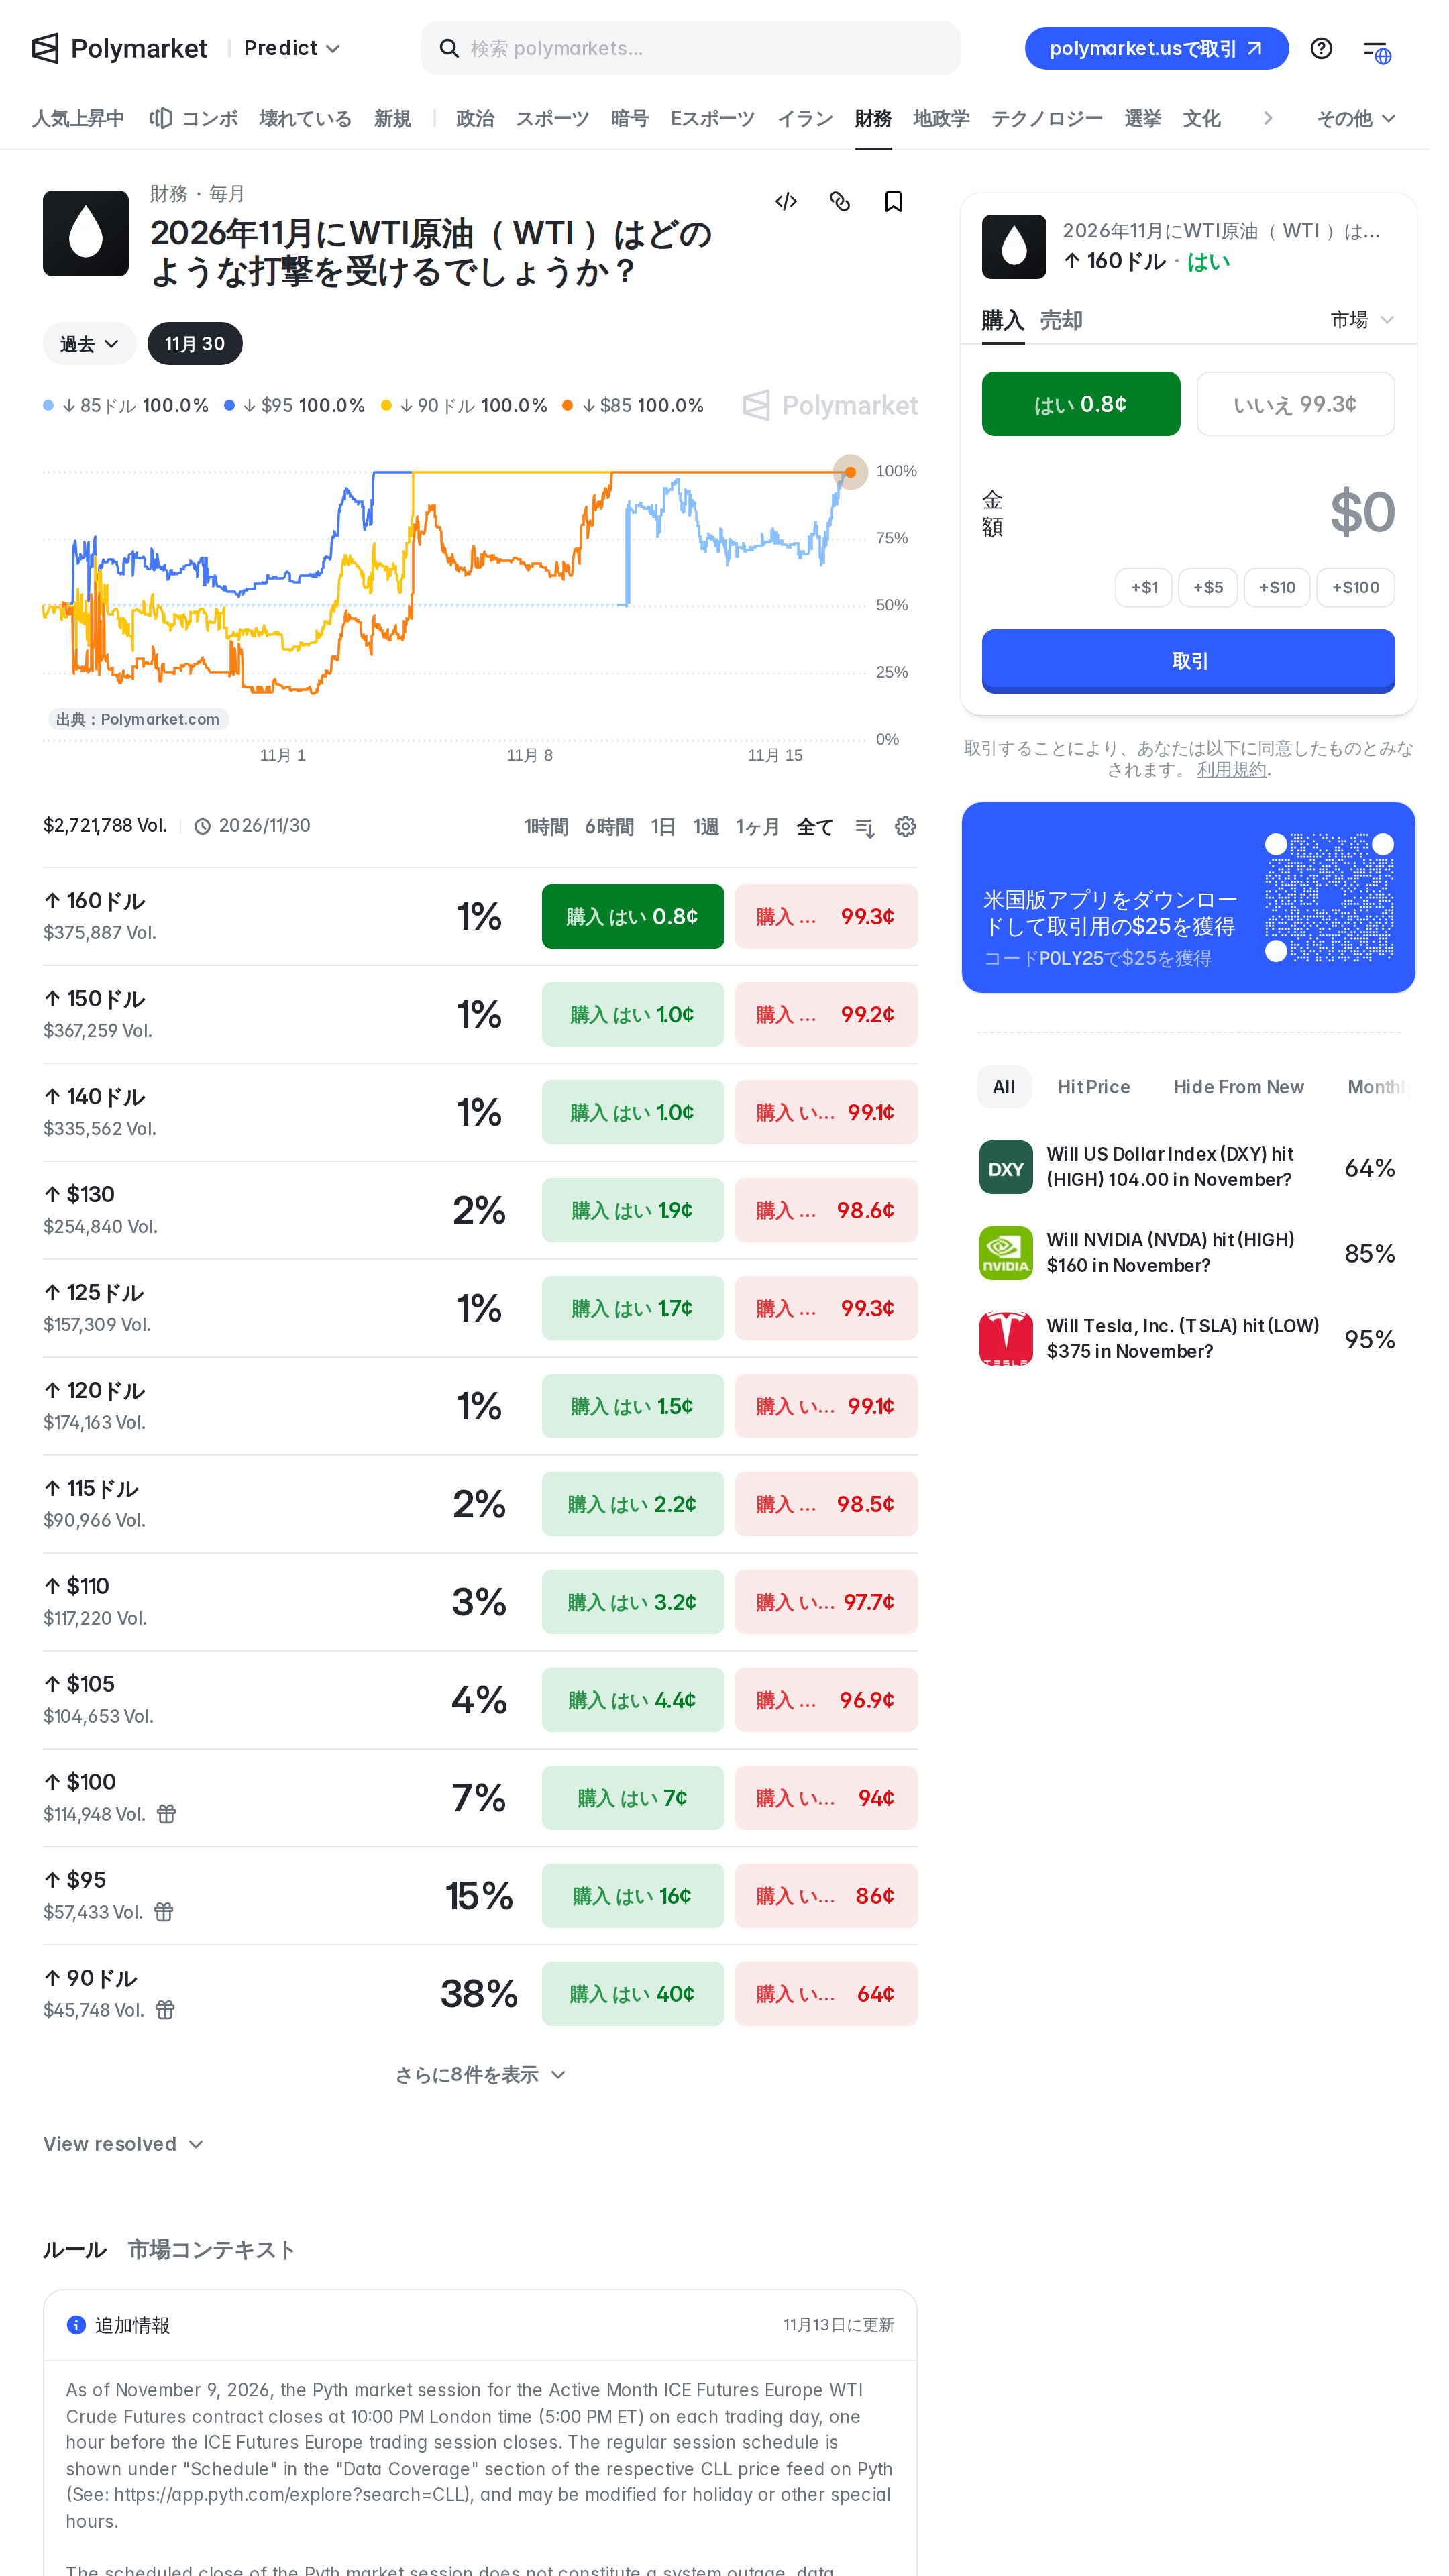 Polymarket
Predict
検索 polymarkets...
polymarket.usで取引
人気上昇中 コンボ 壊れている 新規 政治 スポーツ 暗号 Eスポーツ イラン 財務 地政学 テクノロジー 選挙 文化 その他
財務 · 毎月
2026年11月にWTI原油（ WTI ）はどの
ような打撃を受けるでしょうか？
過去
11月 30
↓ 85ドル 100.0% ↓ $95 100.0% ↓ 90ドル 100.0% ↓ $85 100.0%
Polymarket
100%
75%
50%
25%
0%
出典：Polymarket.com
11月 1 11月 8 11月 15
$2,721,788 Vol. 2026/11/30
1時間 6時間 1日 1週 1ヶ月 全て
↑ 160ドル
$375,887 Vol.
1%
購入 はい 0.8¢
購入 ... 99.3¢
↑ 150ドル
$367,259 Vol.
1%
購入 はい 1.0¢
購入 ... 99.2¢
↑ 140ドル
$335,562 Vol.
1%
購入 はい 1.0¢
購入 い... 99.1¢
↑ $130
$254,840 Vol.
2%
購入 はい 1.9¢
購入 ... 98.6¢
↑ 125ドル
$157,309 Vol.
1%
購入 はい 1.7¢
購入 ... 99.3¢
↑ 120ドル
$174,163 Vol.
1%
購入 はい 1.5¢
購入 い... 99.1¢
↑ 115ドル
$90,966 Vol.
2%
購入 はい 2.2¢
購入 ... 98.5¢
↑ $110
$117,220 Vol.
3%
購入 はい 3.2¢
購入 い... 97.7¢
↑ $105
$104,653 Vol.
4%
購入 はい 4.4¢
購入 ... 96.9¢
↑ $100
$114,948 Vol.
7%
購入 はい 7¢
購入 い... 94¢
↑ $95
$57,433 Vol.
15%
購入 はい 16¢
購入 い... 86¢
↑ 90ドル
$45,748 Vol.
38%
購入 はい 40¢
購入 い... 64¢
さらに8件を表示
View resolved
ルール 市場コンテキスト
追加情報
11月13日に更新
As of November 9, 2026, the Pyth market session for the Active Month ICE Futures Europe WTI
Crude Futures contract closes at 10:00 PM London time (5:00 PM ET) on each trading day, one
hour before the ICE Futures Europe trading session closes. The regular session schedule is
shown under "Schedule" in the "Data Coverage" section of the respective CLL price feed on Pyth
(See: https://app.pyth.com/explore?search=CLL), and may be modified for holiday or other special
hours.
The scheduled close of the Pyth market session does not constitute a system outage, data
2026年11月にWTI原油（ WTI ）は...
↑ 160ドル · はい
購入 売却
市場
はい 0.8¢
いいえ 99.3¢
金
額
$0
+$1 +$5 +$10 +$100
取引
取引することにより、あなたは以下に同意したものとみな
されます。 利用規約.
米国版アプリをダウンロー
ドして取引用の$25を獲得
コードPOLY25で$25を獲得
All Hit Price Hide From New Monthly
DXY
Will US Dollar Index (DXY) hit
(HIGH) 104.00 in November?
64%
NVIDIA
Will NVIDIA (NVDA) hit (HIGH)
$160 in November?
85%
TESLA
Will Tesla, Inc. (TSLA) hit (LOW)
$375 in November?
95%